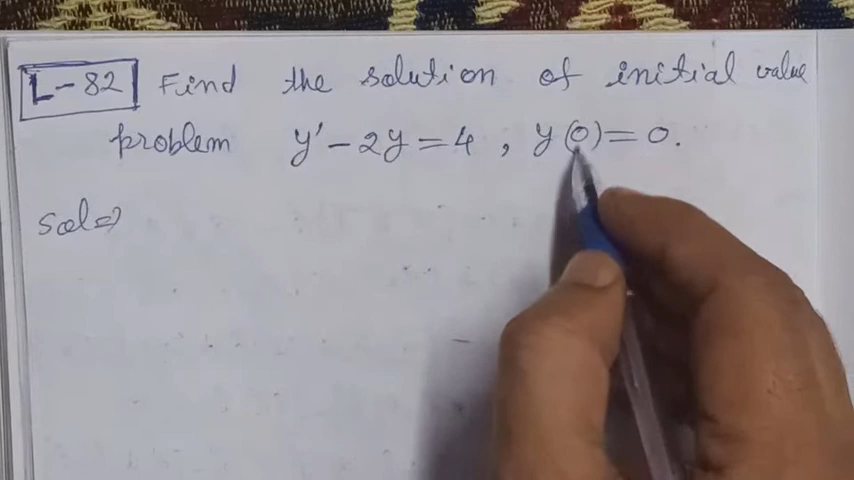 L-82 Find the solution of initial value
problem y' - 2y = 4 , y(0) = 0.
Sol⇒